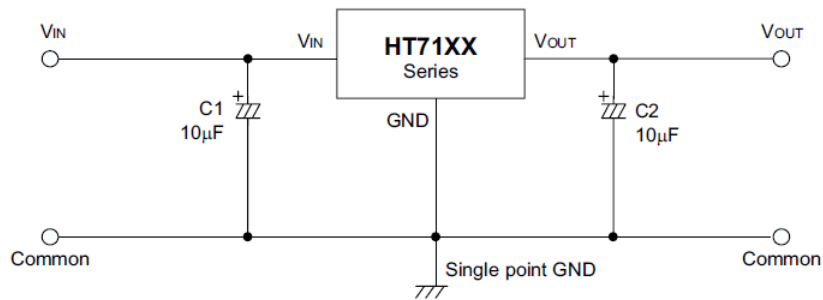 VIN
VIN
HT71XX
Series
VOUT
VOUT
+
C1
10µF
GND
+
C2
10µF
Common
Single point GND
Common